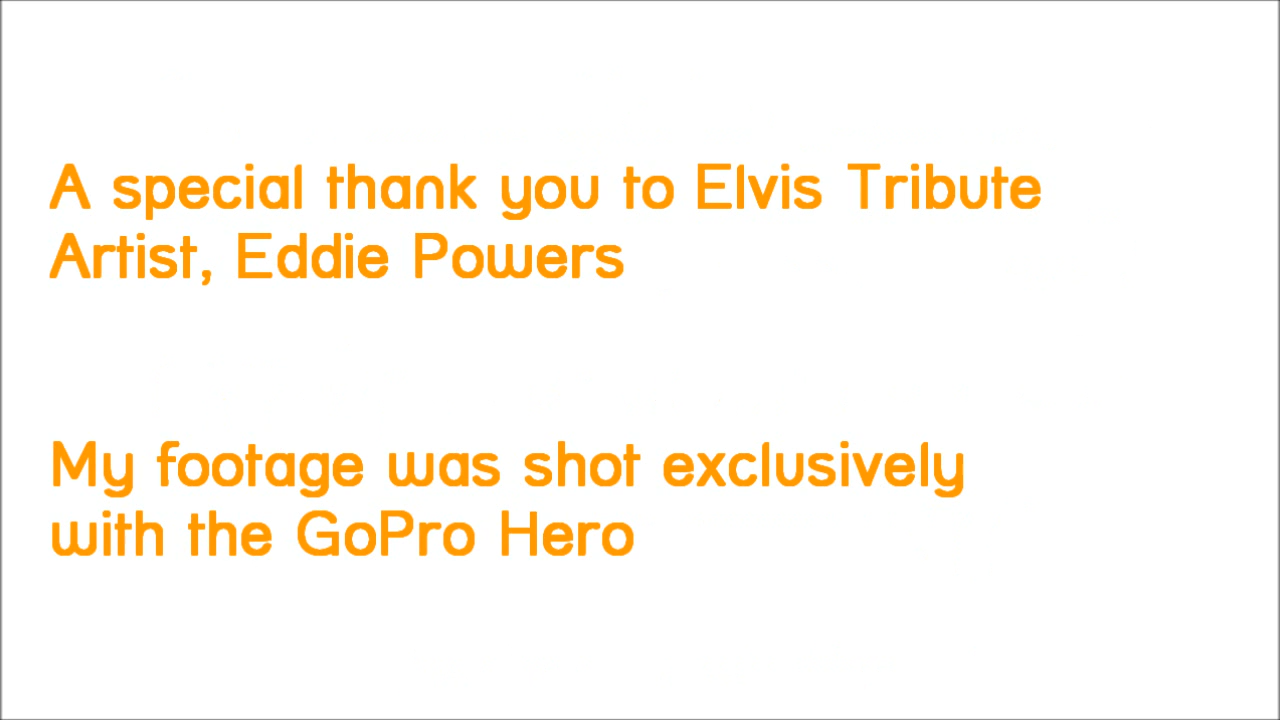 A special thank you to Elvis Tribute
Artist, Eddie Powers
My footage was shot exclusively
with the GoPro Hero